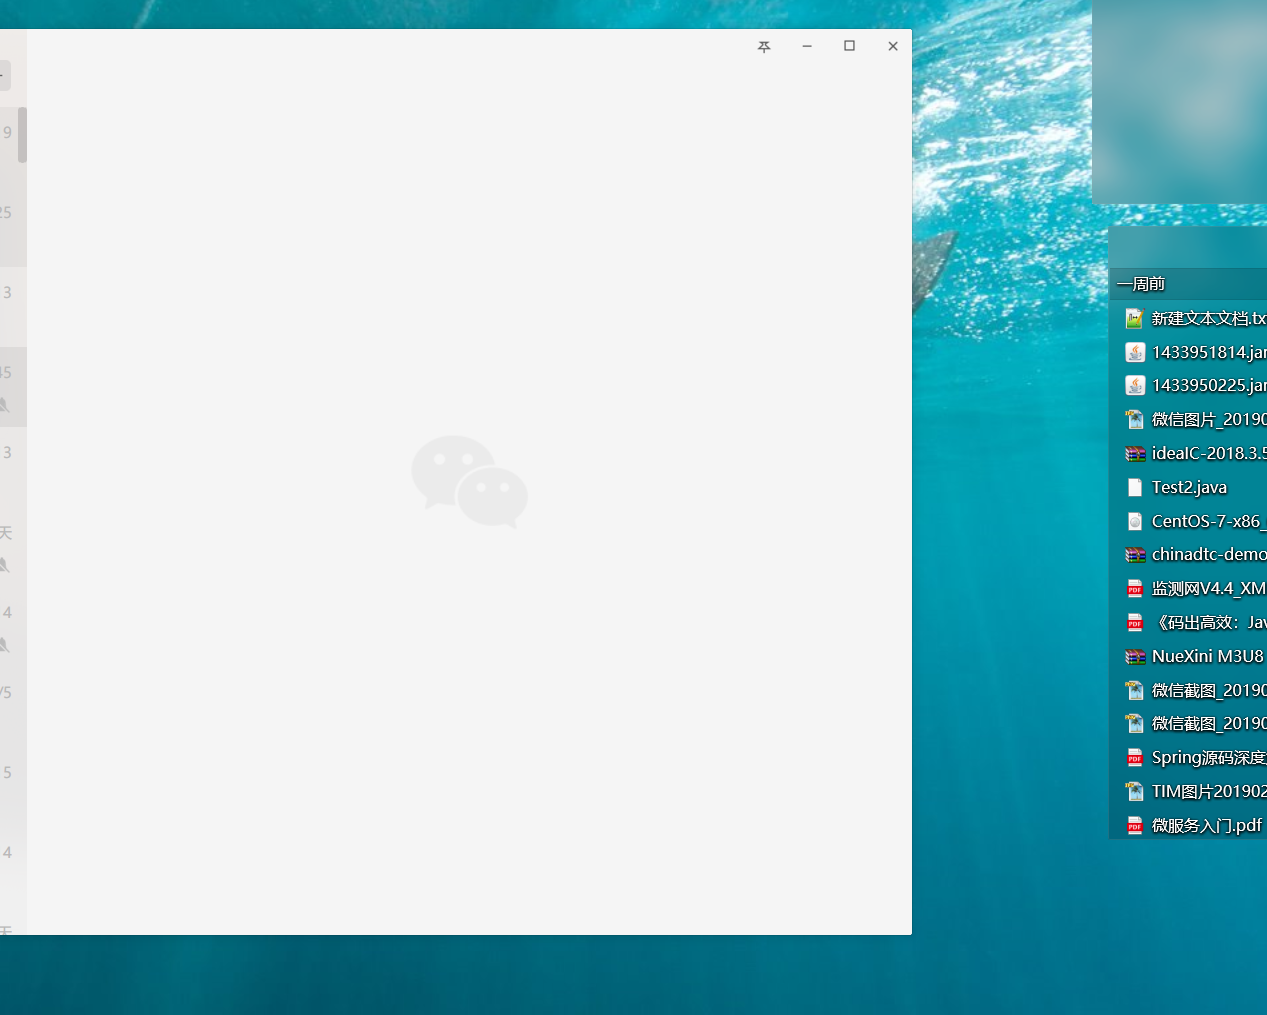 9
25
3
45
3
天
4
/5
5
4
天
一周前
新建文本文档.tx
1433951814.jar
1433950225.jar
微信图片_20190
ideaIC-2018.3.5
Test2.java
CentOS-7-x86_
chinadtc-demo
监测网V4.4_XM
《码出高效：Jav
NueXini M3U8
微信截图_20190
微信截图_20190
Spring源码深度
TIM图片201902
微服务入门.pdf